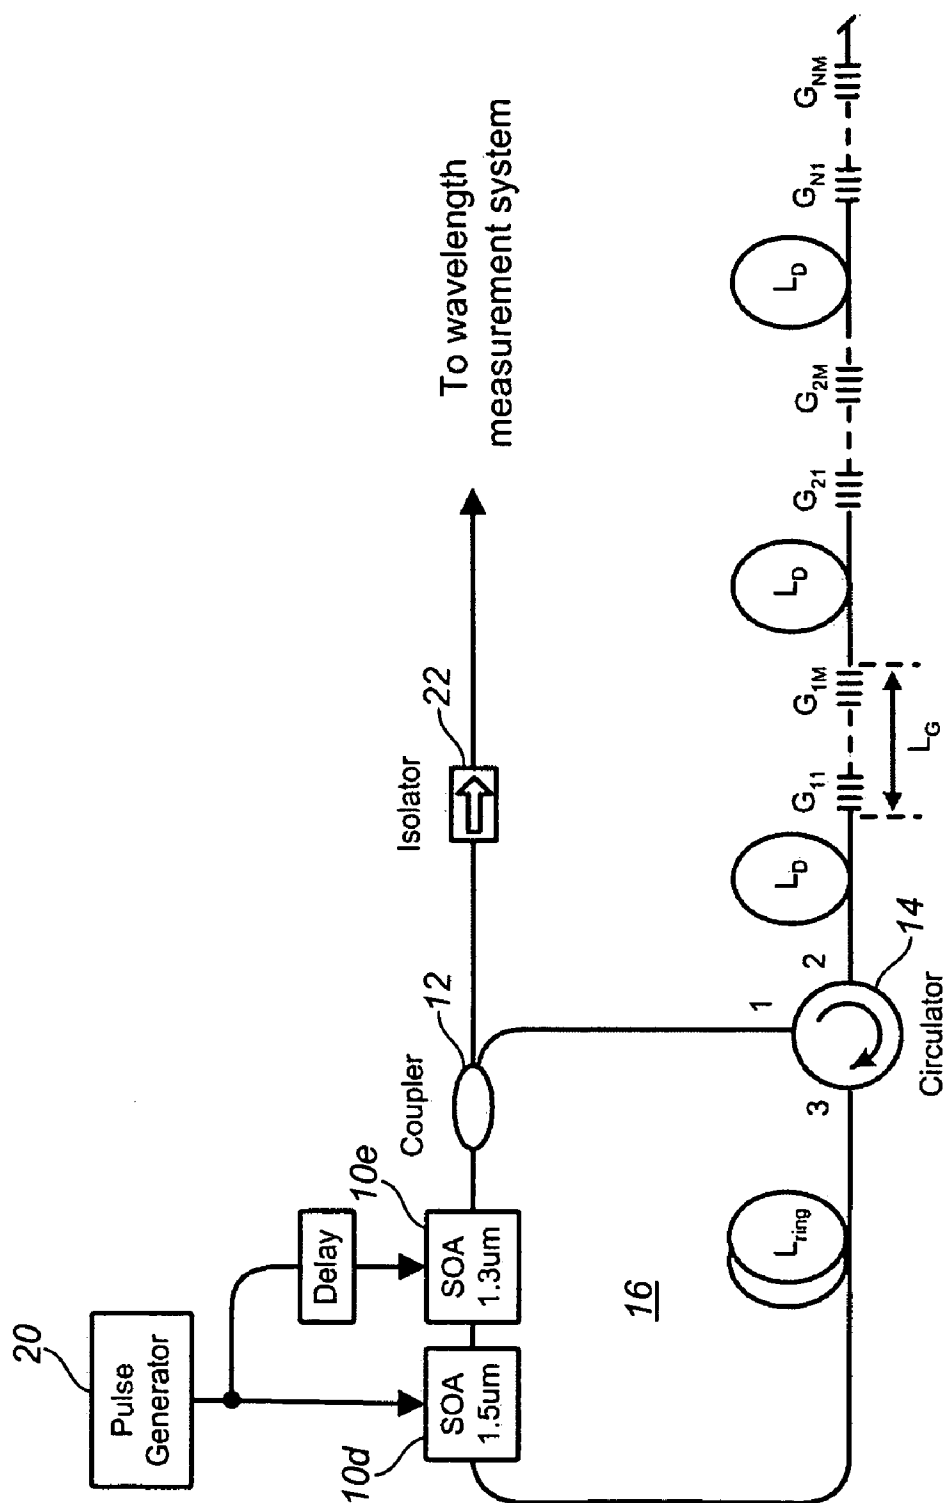 20
Pulse
Generator
Delay
10d
SOA
1.5um
10e
SOA
1.3um
Coupler
12
Isolator
22
To wavelength
measurement system
16
L_ring
3
1
2
Circulator
14
L_D
G_11
G_1M
L_G
L_D
G_21
G_2M
L_D
G_N1
G_NM